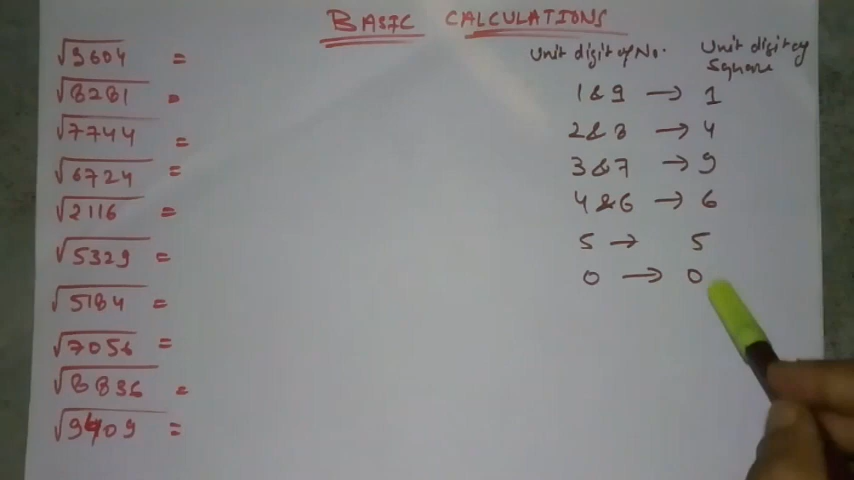 BASIC CALCULATIONS
√9604 =
√8281 =
√7744 =
√6724 =
√2116 =
√5329 =
√5184 =
√7056 =
√8836 =
√9409 =
Unit digit of No. Unit digit of Square
1 & 9 → 1
2 & 8 → 4
3 & 7 → 9
4 & 6 → 6
5 → 5
0 → 0